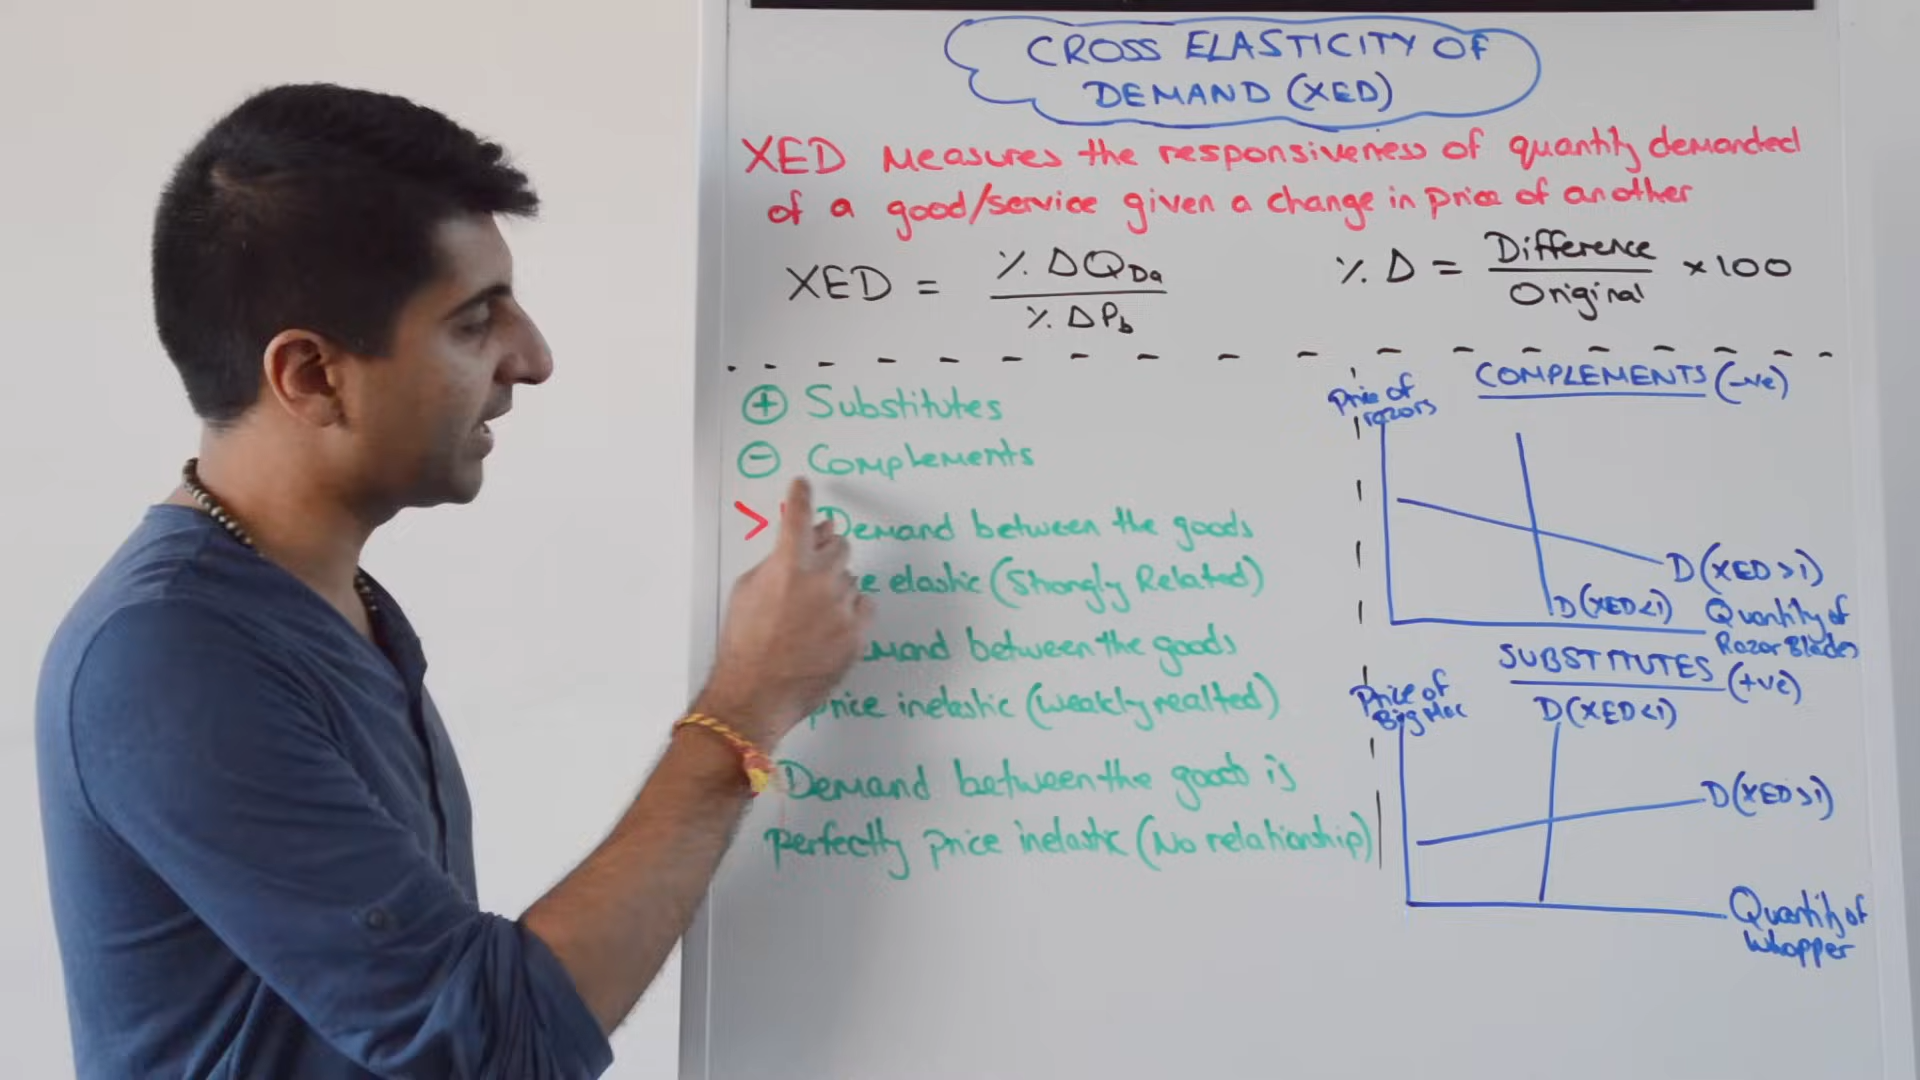 CROSS ELASTICITY OF
DEMAND (XED)
XED Measures the responsiveness of quantity demanded
of a good/service given a change in price of another
XED = % Δ Q Da
% Δ P b
% Δ = Difference × 100
Original
+ Substitutes
- Complements
> Demand between the goods
elastic (Strongly Related)
between the goods
price inelastic (weakly realted)
Demand between the goods is
perfectly price inelastic (No relationship)
COMPLEMENTS (-ve)
Price of
razors
D (XED > 1)
D (XED < 1)
Quantity of
Razor Blades
SUBSTITUTES (+ve)
Price of
Big Mac
D (XED < 1)
D (XED > 1)
Quantity of
Whopper